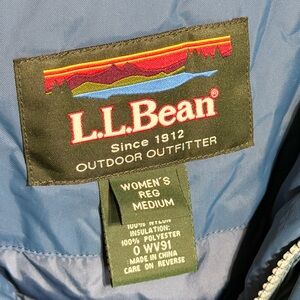 L.L.Bean®
Since 1912
OUTDOOR OUTFITTER
WOMEN'S
REG
MEDIUM
100% NYLON
INSULATION:
100% POLYESTER
0 WV91
MADE IN CHINA
CARE ON REVERSE